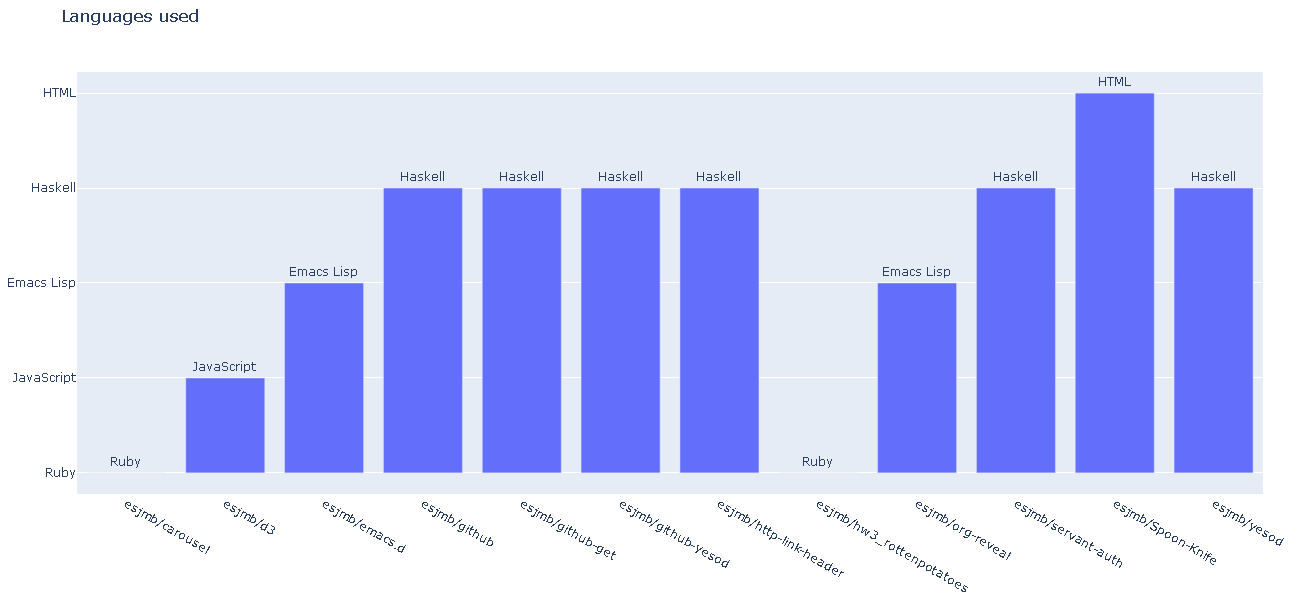 Languages used
HTML
Haskell
Emacs Lisp
JavaScript
Ruby
Ruby
JavaScript
Emacs Lisp
Haskell
Haskell
Haskell
Haskell
Ruby
Emacs Lisp
Haskell
HTML
Haskell
esjmb/carousel
esjmb/d3
esjmb/emacs.d
esjmb/github
esjmb/github-get
esjmb/github-yesod
esjmb/http-link-header
esjmb/hw3_rottenpotatoes
esjmb/org-reveal
esjmb/servant-auth
esjmb/Spoon-Knife
esjmb/yesod